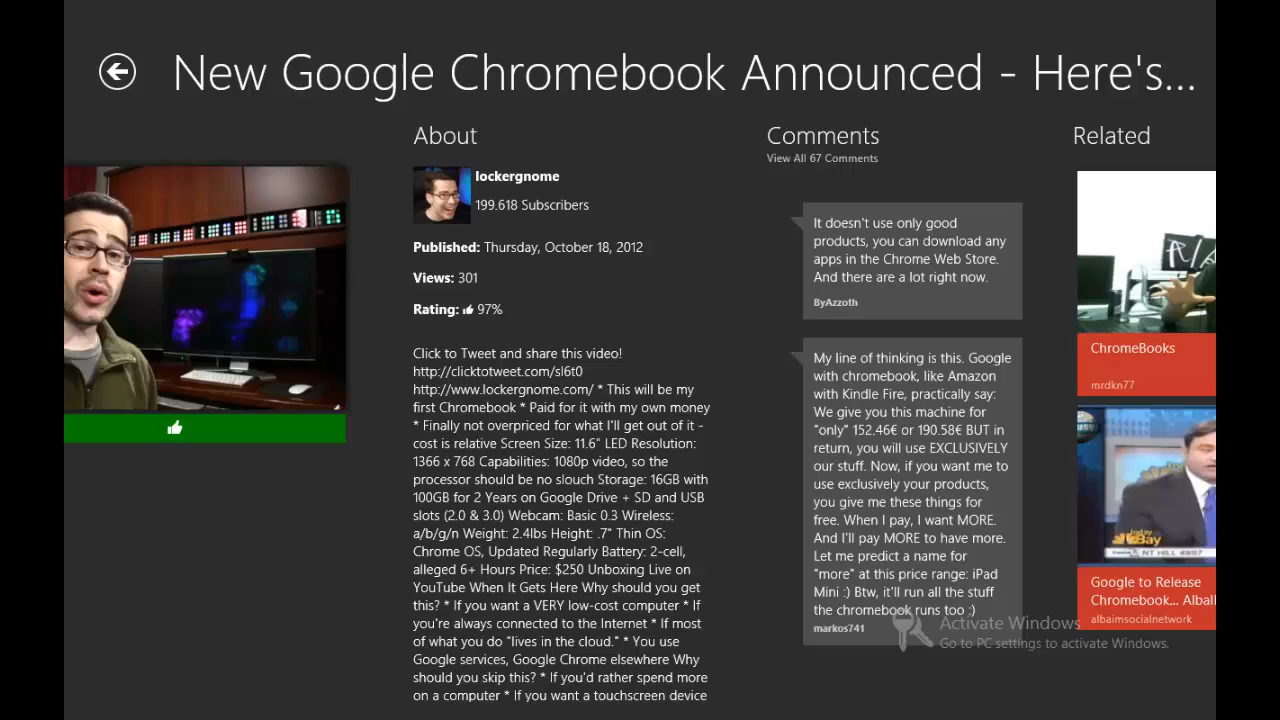 New Google Chromebook Announced - Here's...
About
lockergnome
199.618 Subscribers
Published: Thursday, October 18, 2012
Views: 301
Rating: 97%
Click to Tweet and share this video!
http://clicktotweet.com/sl6t0
http://www.lockergnome.com/ * This will be my
first Chromebook * Paid for it with my own money
* Finally not overpriced for what I'll get out of it -
cost is relative Screen Size: 11.6" LED Resolution:
1366 x 768 Capabilities: 1080p video, so the
processor should be no slouch Storage: 16GB with
100GB for 2 Years on Google Drive + SD and USB
slots (2.0 & 3.0) Webcam: Basic 0.3 Wireless:
a/b/g/n Weight: 2.4lbs Height: .7" Thin OS:
Chrome OS, Updated Regularly Battery: 2-cell,
alleged 6+ Hours Price: $250 Unboxing Live on
YouTube When It Gets Here Why should you get
this? * If you want a VERY low-cost computer * If
you're always connected to the Internet * If most
of what you do "lives in the cloud." * You use
Google services, Google Chrome elsewhere Why
should you skip this? * If you'd rather spend more
on a computer * If you want a touchscreen device
Comments
View All 67 Comments
It doesn't use only good
products, you can download any
apps in the Chrome Web Store.
And there are a lot right now.
ByAzzoth
My line of thinking is this. Google
with chromebook, like Amazon
with Kindle Fire, practically say:
We give you this machine for
"only" 152.46€ or 190.58€ BUT in
return, you will use EXCLUSIVELY
our stuff. Now, if you want me to
use exclusively your products,
you give me these things for
free. When I pay, I want MORE.
And I'll pay MORE to have more.
Let me predict a name for
"more" at this price range: iPad
Mini :) Btw, it'll run all the stuff
the chromebook runs too :)
markos741
Related
ChromeBooks
mrdkn77
today
Bay
NT HILL 49/67
Google to Release
Chromebook... Albai
albaimsocialnetwork
Activate Windows
Go to PC settings to activate Windows.